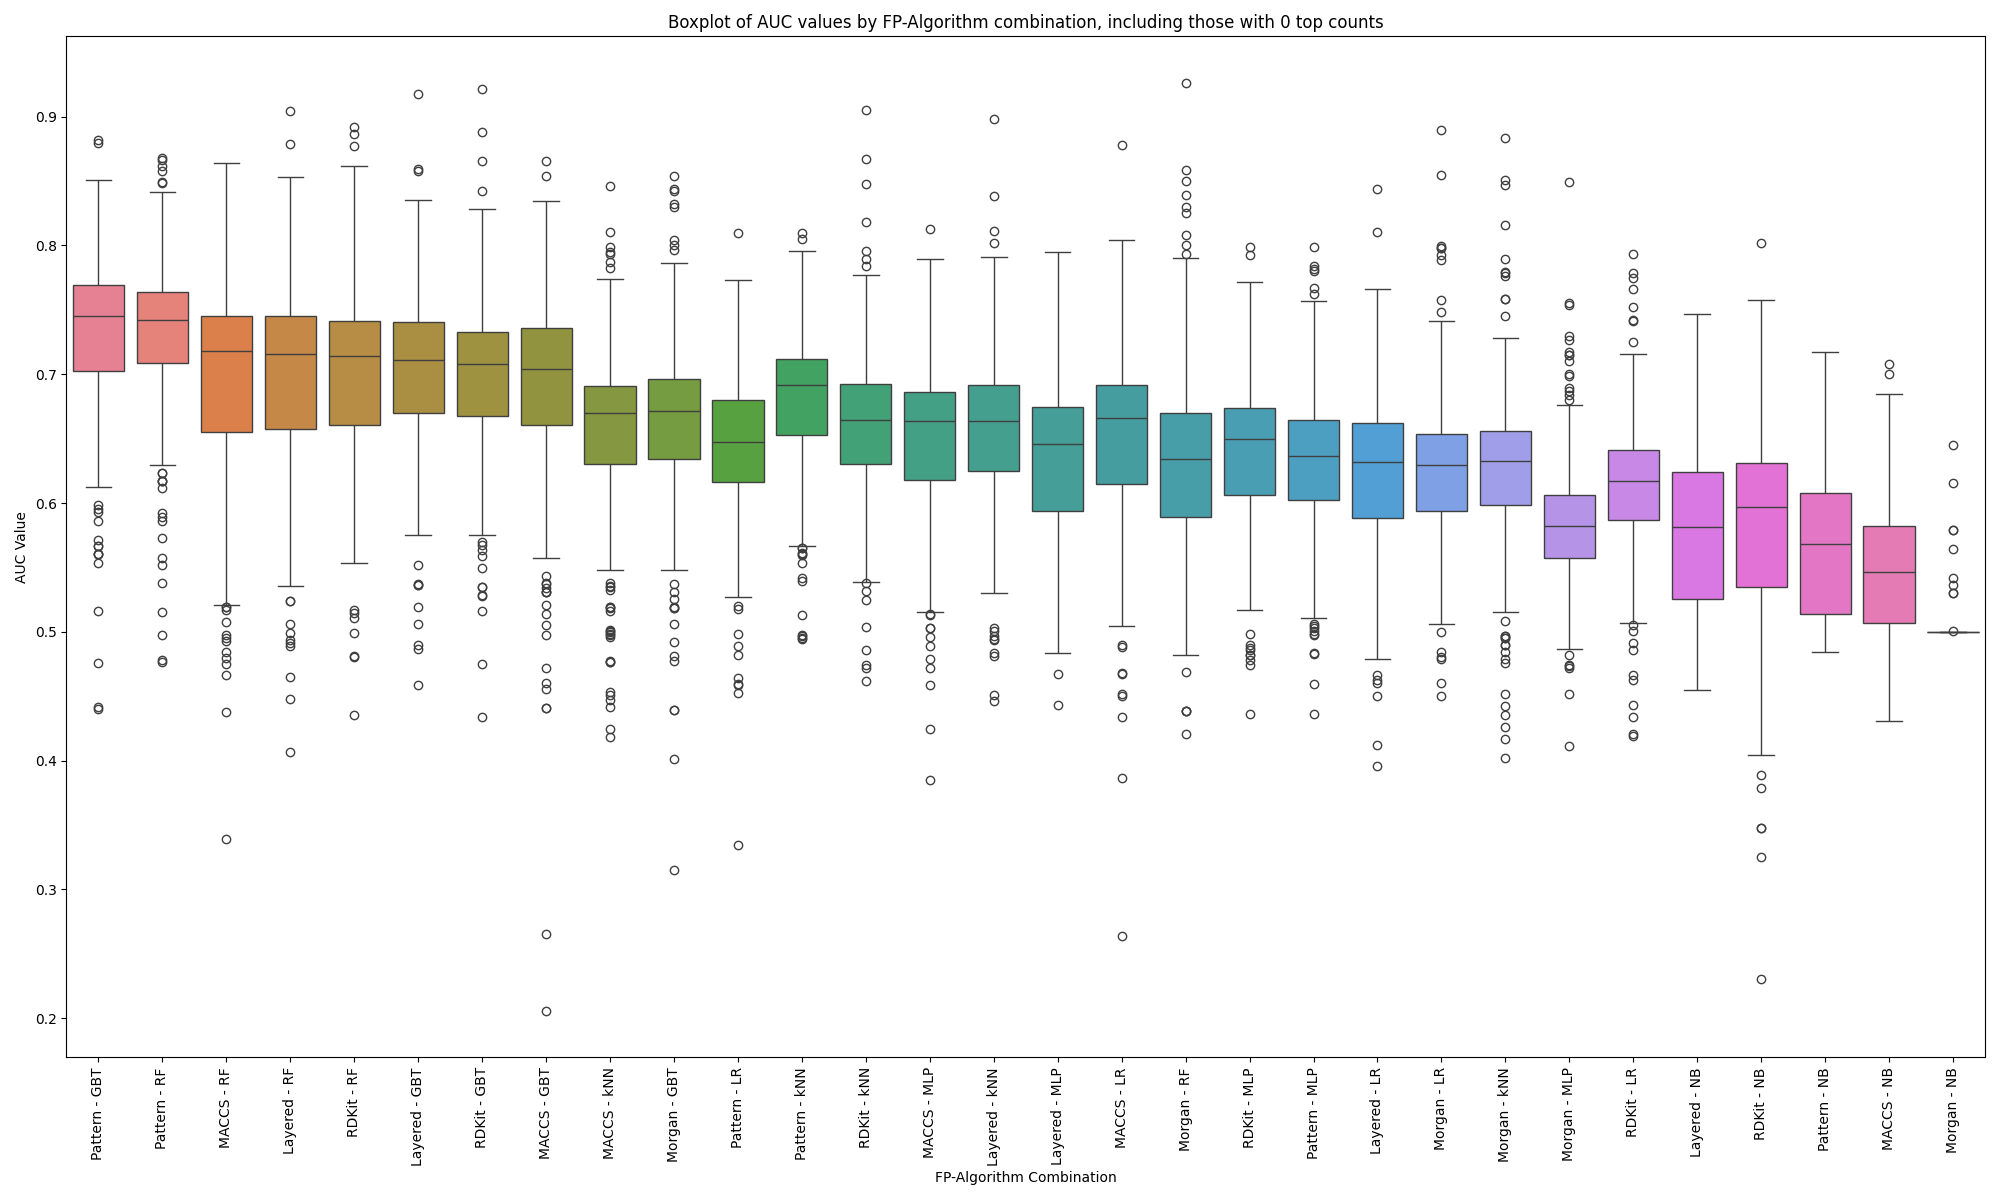 Boxplot of AUC values by FP-Algorithm combination, including those with 0 top counts
AUC Value
0.9
0.8
0.7
0.6
0.5
0.4
0.3
0.2
Pattern - GBT
Pattern - RF
MACCS - RF
Layered - RF
RDKit - RF
Layered - GBT
RDKit - GBT
MACCS - GBT
MACCS - kNN
Morgan - GBT
Pattern - LR
Pattern - kNN
RDKit - kNN
MACCS - MLP
Layered - kNN
Layered - MLP
MACCS - LR
Morgan - RF
RDKit - MLP
Pattern - MLP
Layered - LR
Morgan - LR
Morgan - kNN
Morgan - MLP
RDKit - LR
Layered - NB
RDKit - NB
Pattern - NB
MACCS - NB
Morgan - NB
FP-Algorithm Combination